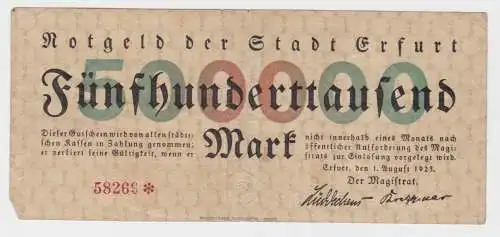 Notgeld der Stadt Erfurt
500000
Fünfhunderttausend
Mark
Dieser Gutschein wird von allen städti-
schen Kassen in Zahlung genommen;
er verliert seine Gültigkeit, wenn er
nicht innerhalb eines Monats nach
öffentlicher Aufforderung des Magi-
strats zur Einlösung vorgelegt wird.
Erfurt, den 1. August 1923.
Der Magistrat.
58268 *